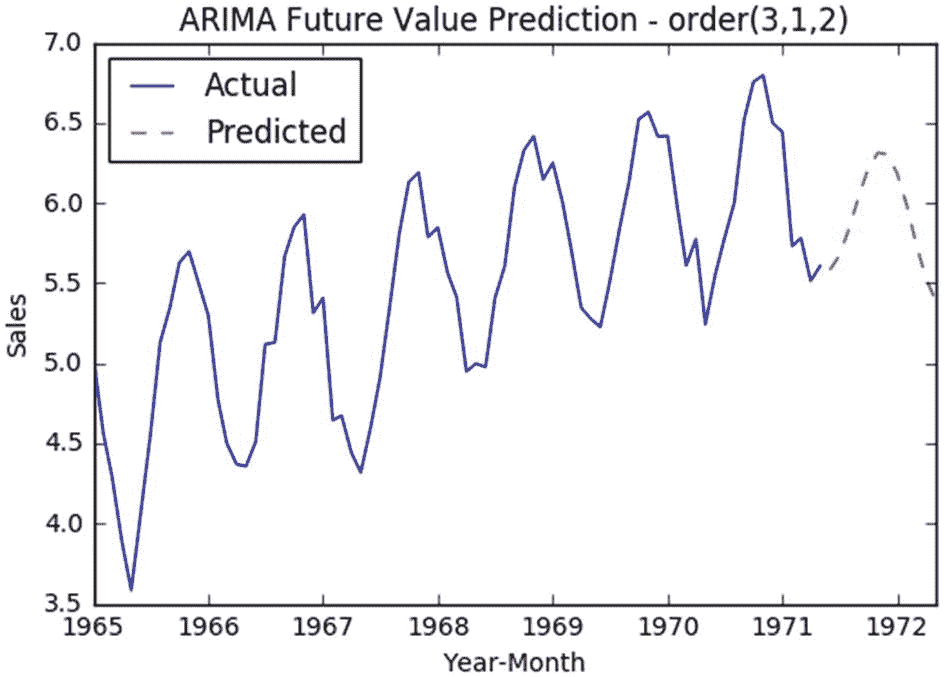 ARIMA Future Value Prediction - order(3,1,2)
7.0
Actual
Predicted
6.5
6.0
5.5
5.0
4.5
4.0
3.5
Sales
1965 1966 1967 1968 1969 1970 1971 1972
Year-Month